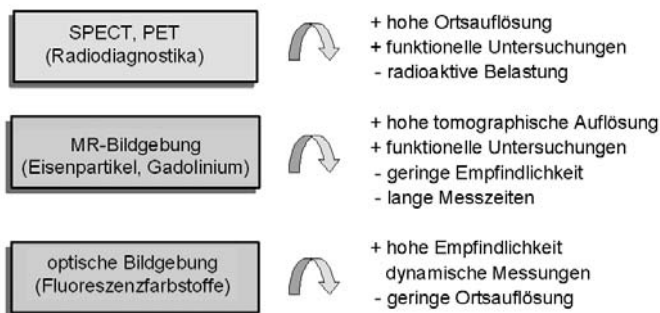 SPECT, PET
(Radiodiagnostika)
+ hohe Ortsauflösung
+ funktionelle Untersuchungen
- radioaktive Belastung
MR-Bildgebung
(Eisenpartikel, Gadolinium)
+ hohe tomographische Auflösung
+ funktionelle Untersuchungen
- geringe Empfindlichkeit
- lange Messzeiten
optische Bildgebung
(Fluoreszenzfarbstoffe)
+ hohe Empfindlichkeit
dynamische Messungen
- geringe Ortsauflösung